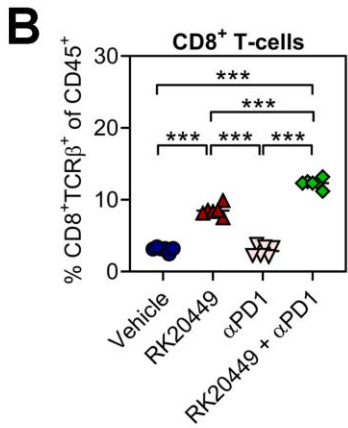 B
CD8⁺ T-cells
% CD8⁺TCRβ⁺ of CD45⁺
30
20
10
0
***
***
*** *** ***
Vehicle
RK20449
αPD1
RK20449 + αPD1